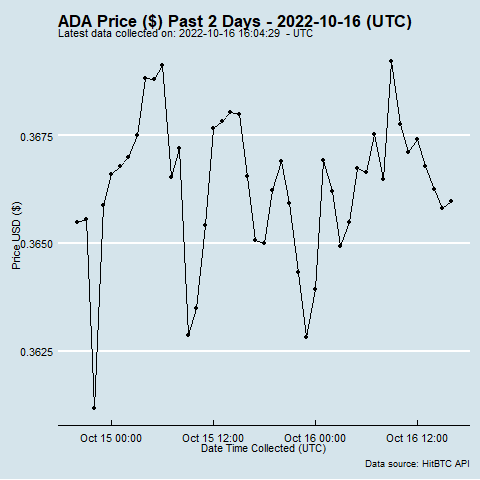 ADA Price ($) Past 2 Days - 2022-10-16 (UTC)
Latest data collected on: 2022-10-16 16:04:29  - UTC
Price USD ($)
0.3675
0.3650
0.3625
Oct 15 00:00
Oct 15 12:00
Oct 16 00:00
Oct 16 12:00
Date Time Collected (UTC)
Data source: HitBTC API